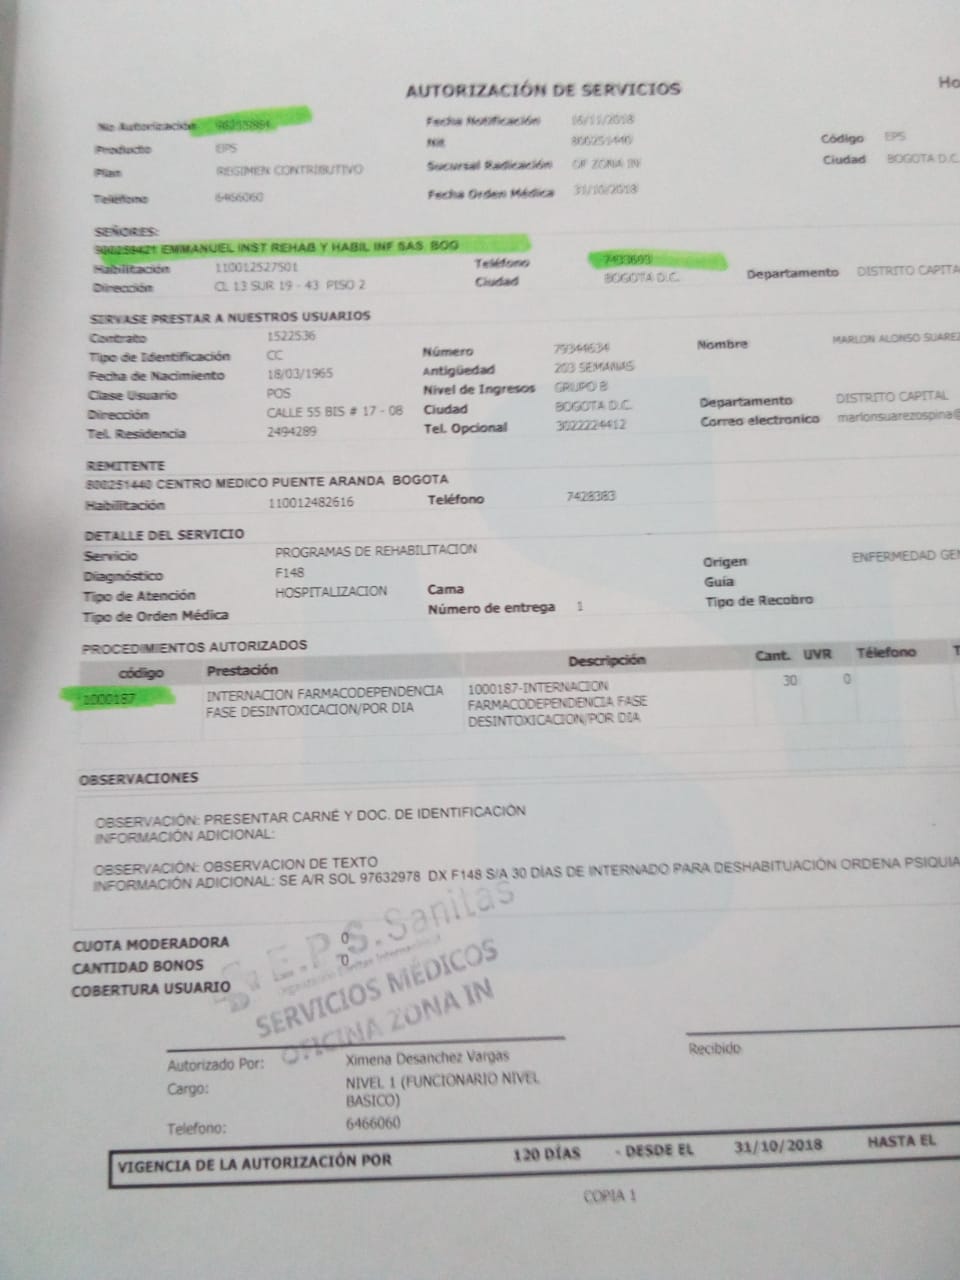 Ho
AUTORIZACIÓN DE SERVICIOS
No Autorización Fecha Notificación 16/11/2018
Producto EPS Nit 800251440 Código EPS
Plan REGIMEN CONTRIBUTIVO Sucursal Radicación OF ZONA IN Ciudad BOGOTA D.C.
Teléfono 6466060 Fecha Orden Médica 31/10/2018
SEÑORES:
EMMANUEL INST REHAB Y HABIL INF SAS BOG
Habilitación 110012527501 Teléfono Departamento DISTRITO CAPITA
Dirección CL 13 SUR 19 - 43 PISO 2 Ciudad BOGOTA D.C.
SIRVASE PRESTAR A NUESTROS USUARIOS
Contrato 1522536
Tipo de Identificación CC Número 79344634 Nombre MARLON ALONSO SUAREZ
Fecha de Nacimiento 18/03/1965 Antigüedad 203 SEMANAS
Clase Usuario POS Nivel de Ingresos GRUPO B Departamento DISTRITO CAPITAL
Dirección CALLE 55 BIS # 17 - 08 Ciudad BOGOTA D.C. Correo electronico marlonsuarezospina@
Tel. Residencia 2494289 Tel. Opcional 3022224412
REMITENTE
800251440 CENTRO MEDICO PUENTE ARANDA BOGOTA
Habilitación 110012482616 Teléfono 7428383
DETALLE DEL SERVICIO
Servicio PROGRAMAS DE REHABILITACION Origen ENFERMEDAD GEN
Diagnóstico F148 Guía
Tipo de Atención HOSPITALIZACION Cama Tipo de Recobro
Tipo de Orden Médica Número de entrega 1
PROCEDIMIENTOS AUTORIZADOS
código Prestación Descripción Cant. UVR Télefono T
1000187 INTERNACION FARMACODEPENDENCIA 1000187-INTERNACION 30 0
FASE DESINTOXICACION/POR DIA FARMACODEPENDENCIA FASE
DESINTOXICACION/POR DIA
OBSERVACIONES
OBSERVACIÓN: PRESENTAR CARNÉ Y DOC. DE IDENTIFICACIÓN
INFORMACIÓN ADICIONAL:
OBSERVACIÓN: OBSERVACION DE TEXTO
INFORMACIÓN ADICIONAL: SE A/R SOL 97632978 DX F148 S/A 30 DÍAS DE INTERNADO PARA DESHABITUACIÓN ORDENA PSIQUIA
CUOTA MODERADORA 0
CANTIDAD BONOS 0
COBERTURA USUARIO
E.P.S. Sanitas
SERVICIOS MÉDICOS
OFICINA ZONA IN
Autorizado Por: Ximena Desanchez Vargas Recibido
Cargo: NIVEL 1 (FUNCIONARIO NIVEL
BASICO)
Telefono: 6466060
VIGENCIA DE LA AUTORIZACIÓN POR 120 DÍAS - DESDE EL 31/10/2018 HASTA EL
COPIA 1